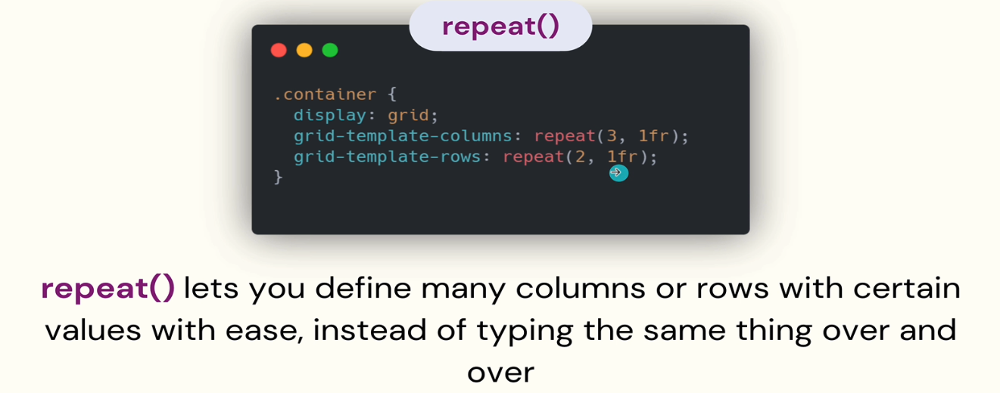 repeat()
.container {
  display: grid;
  grid-template-columns: repeat(3, 1fr);
  grid-template-rows: repeat(2, 1fr);
}
repeat() lets you define many columns or rows with certain
values with ease, instead of typing the same thing over and
over